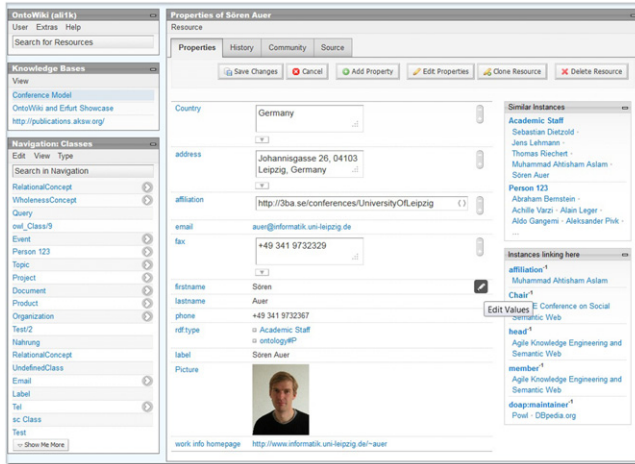 OntoWiki (ali1k)
User Extras Help
Search for Resources
Knowledge Bases
View
Conference Model
OntoWiki and Erfurt Showcase
http://publications.aksw.org/
Navigation: Classes
Edit View Type
Search in Navigation
RelationalConcept
WholenessConcept
Query
owl_Class/9
Event
Person 123
Topic
Project
Document
Product
Organization
Test/2
Nahrung
RelationalConcept
UndefinedClass
Email
Label
Tel
sc Class
Test
Show Me More
Properties of Sören Auer
Resource
Properties History Community Source
Save Changes Cancel Add Property Edit Properties Clone Resource Delete Resource
Country Germany
address Johannisgasse 26, 04103
Leipzig, Germany
affiliation http://3ba.se/conferences/UniversityOfLeipzig
email auer@informatik.uni-leipzig.de
fax +49 341 9732329
firstname Sören
lastname Auer
Edit Values
phone +49 341 9732367
rdf:type Academic Staff
ontology#P
label Sören Auer
Picture
work info homepage http://www.informatik.uni-leipzig.de/~auer
Similar Instances
Academic Staff
Sebastian Dietzold ·
Jens Lehmann ·
Thomas Riechert ·
Muhammad Ahtisham Aslam ·
Sören Auer
Person 123
Abraham Bernstein ·
Achille Varzi · Alain Leger ·
Aldo Gangemi · Aleksander Pivk ·
...
Instances linking here
affiliation-1
Muhammad Ahtisham Aslam
Chair-1
E Conference on Social
Semantic Web
head-1
Agile Knowledge Engineering and
Semantic Web
member-1
Agile Knowledge Engineering and
Semantic Web
doap:maintainer-1
Powl · DBpedia.org